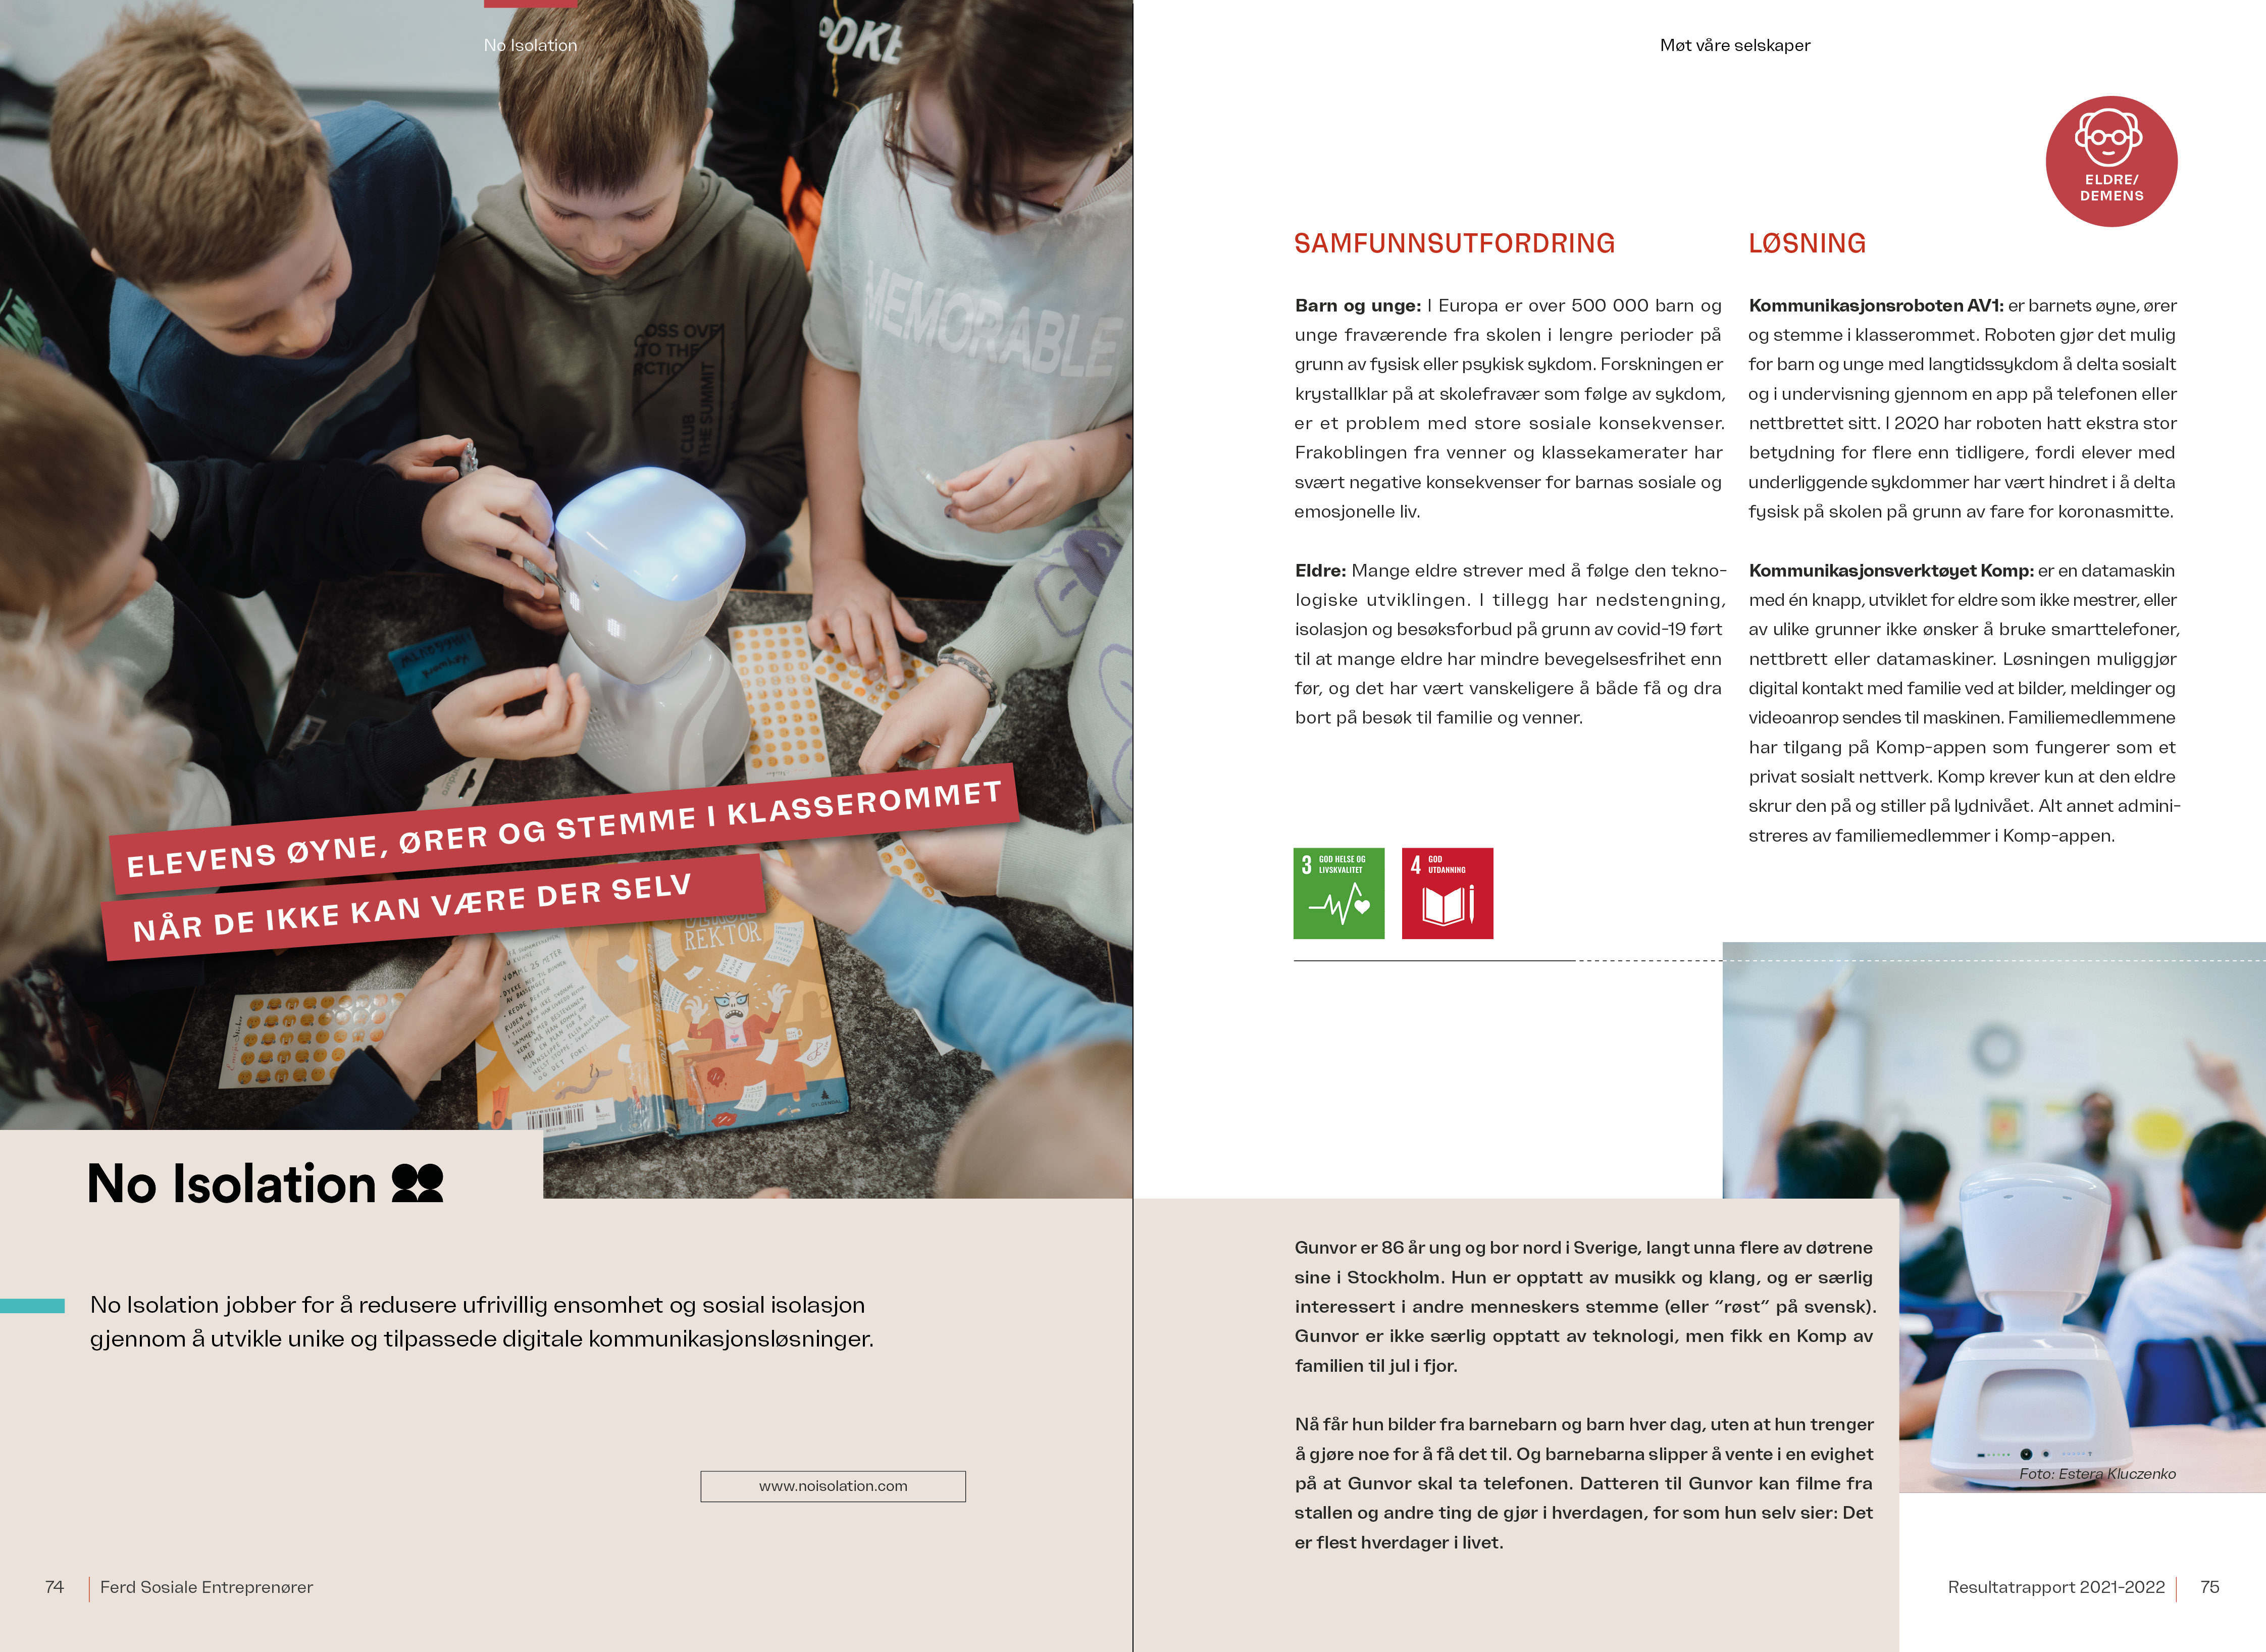 No Isolation
POKE
MEMORABLE
TO THE
CLUB
THE SUMMIT
ELEVENS ØYNE, ØRER OG STEMME I KLASSEROMMET
NÅR DE IKKE KAN VÆRE DER SELV
REKTOR
GYLDENDAL
No Isolation
No Isolation jobber for å redusere ufrivillig ensomhet og sosial isolasjon
gjennom å utvikle unike og tilpassede digitale kommunikasjonsløsninger.
www.noisolation.com
74
Ferd Sosiale Entreprenører
Møt våre selskaper
ELDRE/
DEMENS
SAMFUNNSUTFORDRING
Barn og unge: I Europa er over 500 000 barn og
unge fraværende fra skolen i lengre perioder på
grunn av fysisk eller psykisk sykdom. Forskningen er
krystallklar på at skolefravær som følge av sykdom,
er et problem med store sosiale konsekvenser.
Frakoblingen fra venner og klassekamerater har
svært negative konsekvenser for barnas sosiale og
emosjonelle liv.
Eldre: Mange eldre strever med å følge den tekno-
logiske utviklingen. I tillegg har nedstengning,
isolasjon og besøksforbud på grunn av covid-19 ført
til at mange eldre har mindre bevegelsesfrihet enn
før, og det har vært vanskeligere å både få og dra
bort på besøk til familie og venner.
3 GOD HELSE OG
LIVSKVALITET
4 GOD
UTDANNING
LØSNING
Kommunikasjonsroboten AV1: er barnets øyne, ører
og stemme i klasserommet. Roboten gjør det mulig
for barn og unge med langtidssykdom å delta sosialt
og i undervisning gjennom en app på telefonen eller
nettbrettet sitt. I 2020 har roboten hatt ekstra stor
betydning for flere enn tidligere, fordi elever med
underliggende sykdommer har vært hindret i å delta
fysisk på skolen på grunn av fare for koronasmitte.
Kommunikasjonsverktøyet Komp: er en datamaskin
med én knapp, utviklet for eldre som ikke mestrer, eller
av ulike grunner ikke ønsker å bruke smarttelefoner,
nettbrett eller datamaskiner. Løsningen muliggjør
digital kontakt med familie ved at bilder, meldinger og
videoanrop sendes til maskinen. Familiemedlemmene
har tilgang på Komp-appen som fungerer som et
privat sosialt nettverk. Komp krever kun at den eldre
skrur den på og stiller på lydnivået. Alt annet admini-
streres av familiemedlemmer i Komp-appen.
Gunvor er 86 år ung og bor nord i Sverige, langt unna flere av døtrene
sine i Stockholm. Hun er opptatt av musikk og klang, og er særlig
interessert i andre menneskers stemme (eller “røst” på svensk).
Gunvor er ikke særlig opptatt av teknologi, men fikk en Komp av
familien til jul i fjor.
Nå får hun bilder fra barnebarn og barn hver dag, uten at hun trenger
å gjøre noe for å få det til. Og barnebarna slipper å vente i en evighet
på at Gunvor skal ta telefonen. Datteren til Gunvor kan filme fra
stallen og andre ting de gjør i hverdagen, for som hun selv sier: Det
er flest hverdager i livet.
Foto: Estera Kluczenko
Resultatrapport 2021-2022
75